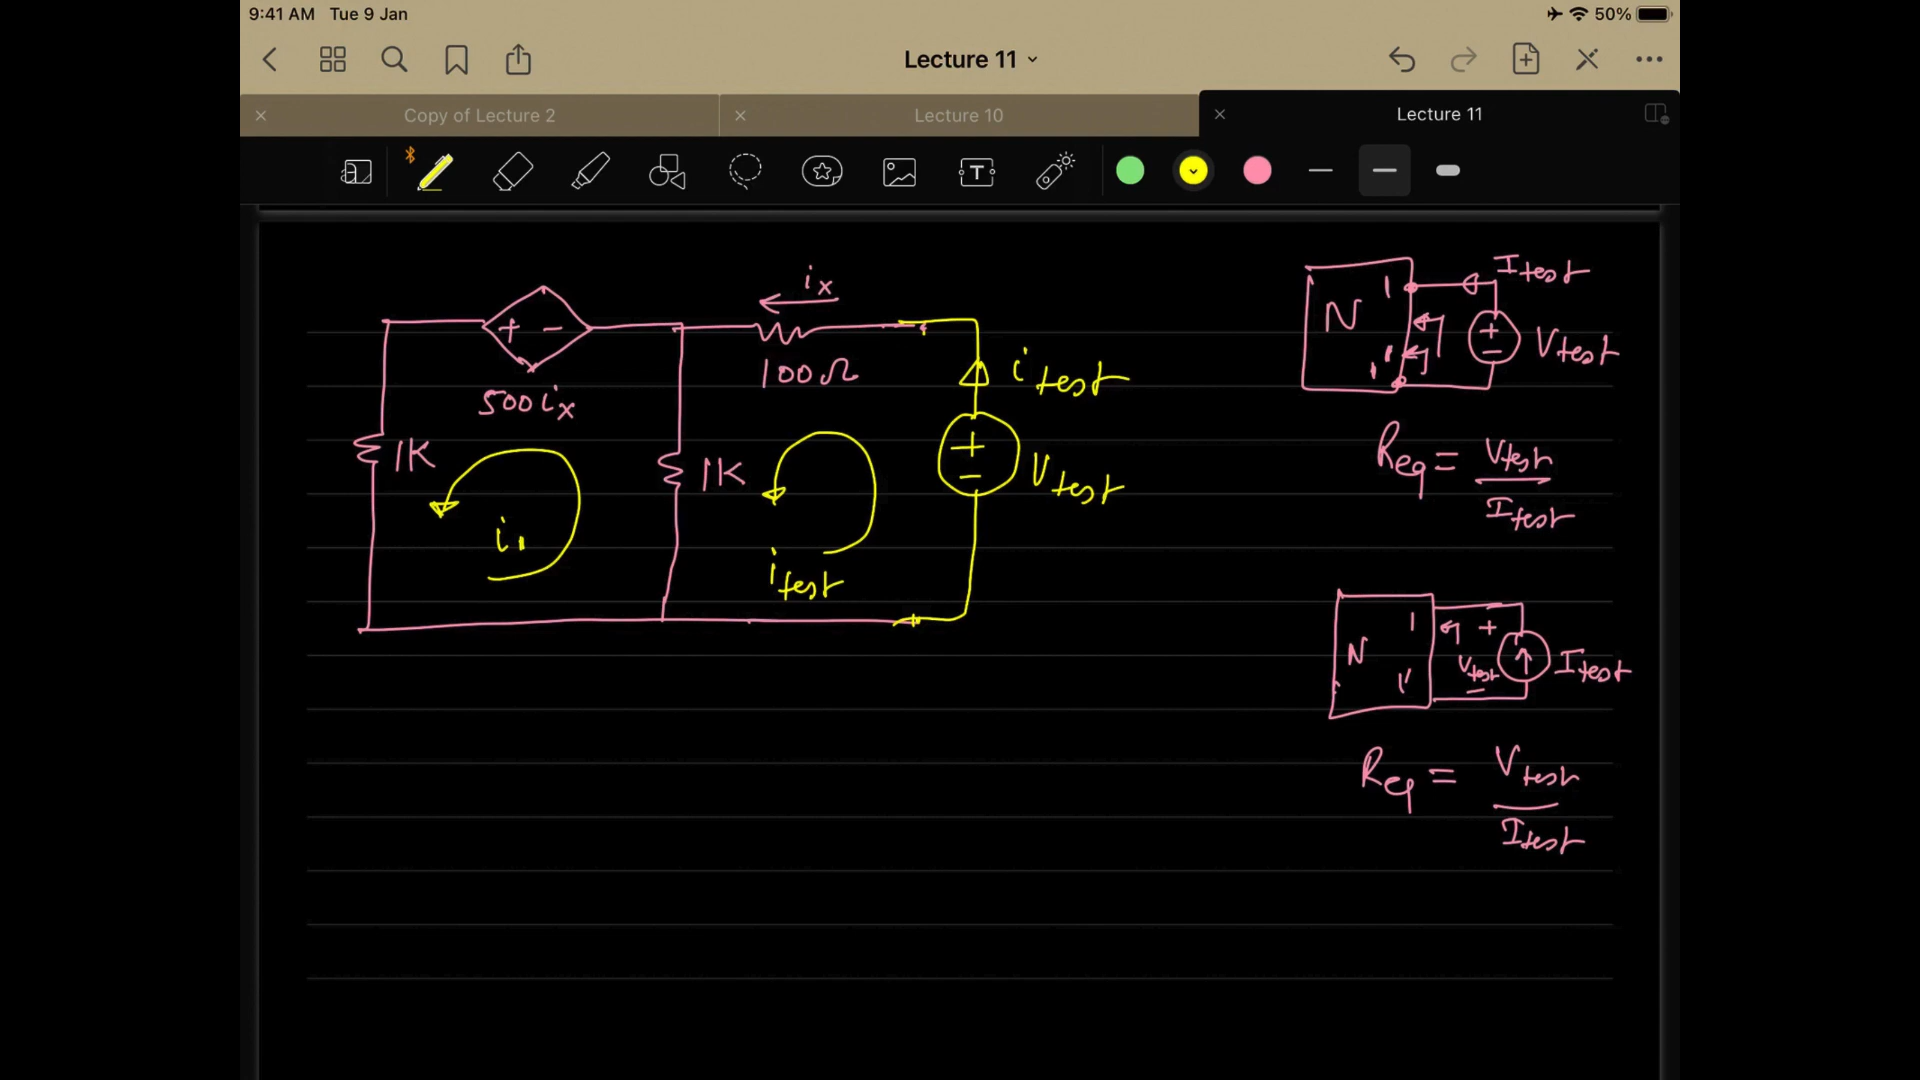 9:41 AM Tue 9 Jan
50%
Lecture 11
Copy of Lecture 2
Lecture 10
Lecture 11
T
ix
+ −
100Ω
500ix
1K
1K
i1
itest
itest
+
−
Vtest
N
1
1'
Itest
+
−
Vtest
Req = Vtest
Itest
N
1
1'
+
Vtest
−
Itest
Req = Vtest
Itest